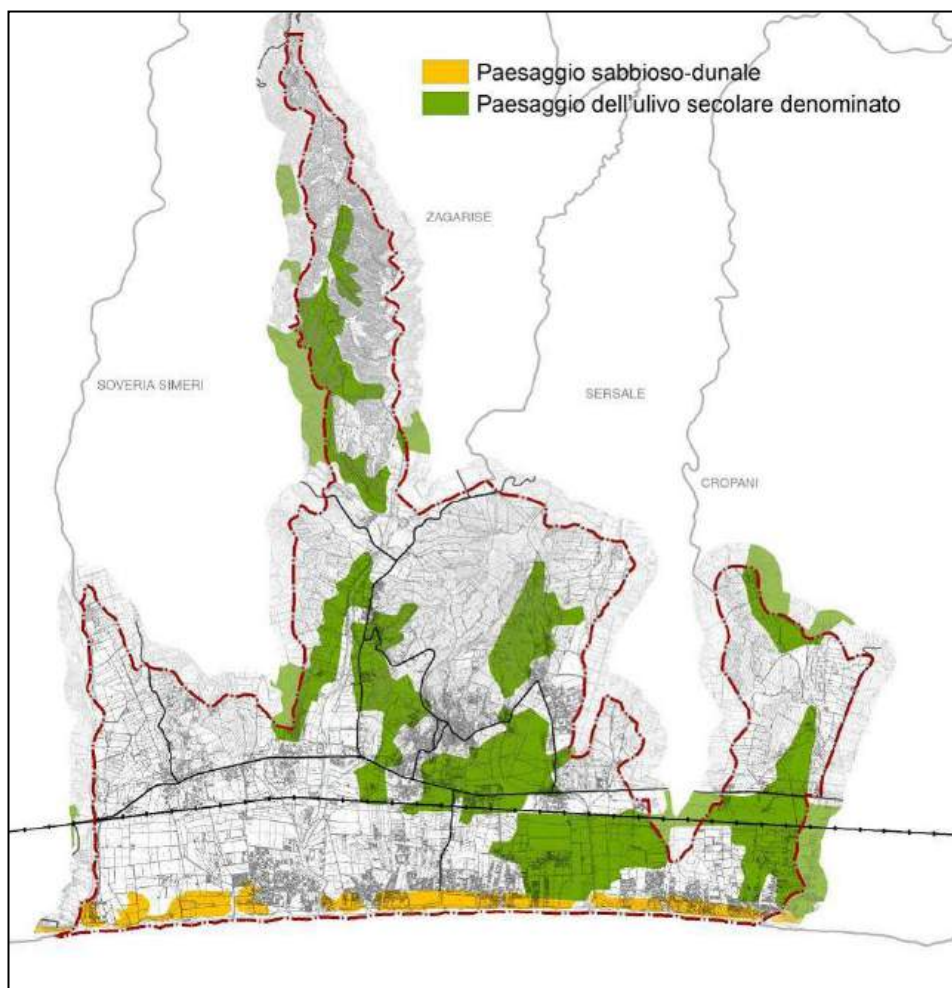 Paesaggio sabbioso-dunale
Paesaggio dell'ulivo secolare denominato
ZAGARISE
SOVERIA SIMERI
SERSALE
CROPANI